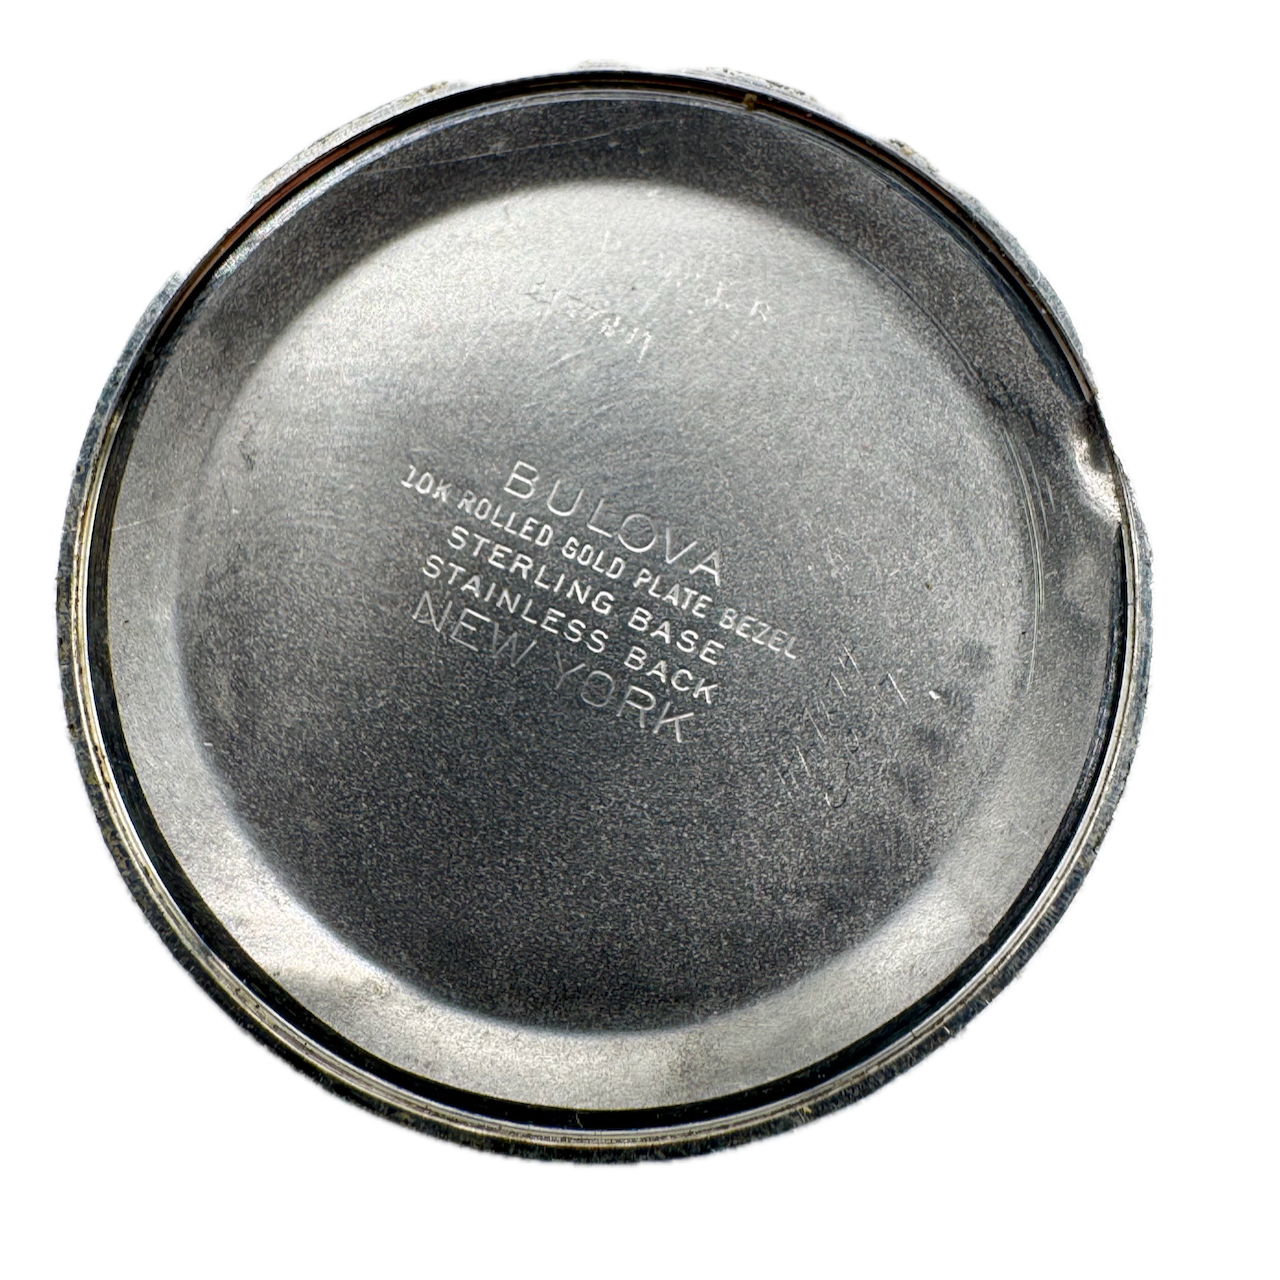 BULOVA
10K ROLLED GOLD PLATE BEZEL
STERLING BASE
STAINLESS BACK
NEW YORK